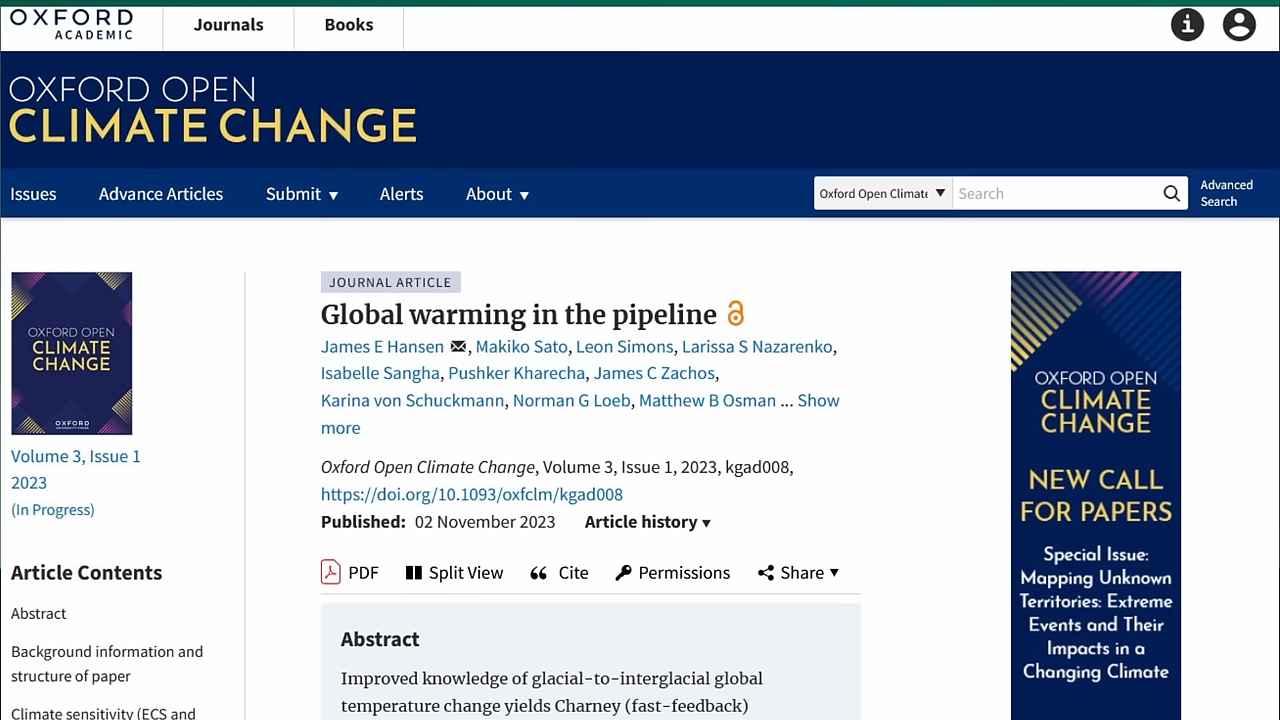 OXFORD
ACADEMIC
Journals
Books
OXFORD OPEN
CLIMATE CHANGE
Issues
Advance Articles
Submit
Alerts
About
Oxford Open Climate
Search
Advanced
Search
OXFORD OPEN
CLIMATE
CHANGE
OXFORD
UNIVERSITY PRESS
Volume 3, Issue 1
2023
(In Progress)
Article Contents
Abstract
Background information and
structure of paper
Climate sensitivity (ECS and
JOURNAL ARTICLE
Global warming in the pipeline
James E Hansen, Makiko Sato, Leon Simons, Larissa S Nazarenko,
Isabelle Sangha, Pushker Kharecha, James C Zachos,
Karina von Schuckmann, Norman G Loeb, Matthew B Osman ... Show
more
Oxford Open Climate Change, Volume 3, Issue 1, 2023, kgad008,
https://doi.org/10.1093/oxfclm/kgad008
Published: 02 November 2023 Article history
PDF
Split View
Cite
Permissions
Share
Abstract
Improved knowledge of glacial-to-interglacial global
temperature change yields Charney (fast-feedback)
OXFORD OPEN
CLIMATE
CHANGE
NEW CALL
FOR PAPERS
Special Issue:
Mapping Unknown
Territories: Extreme
Events and Their
Impacts in a
Changing Climate